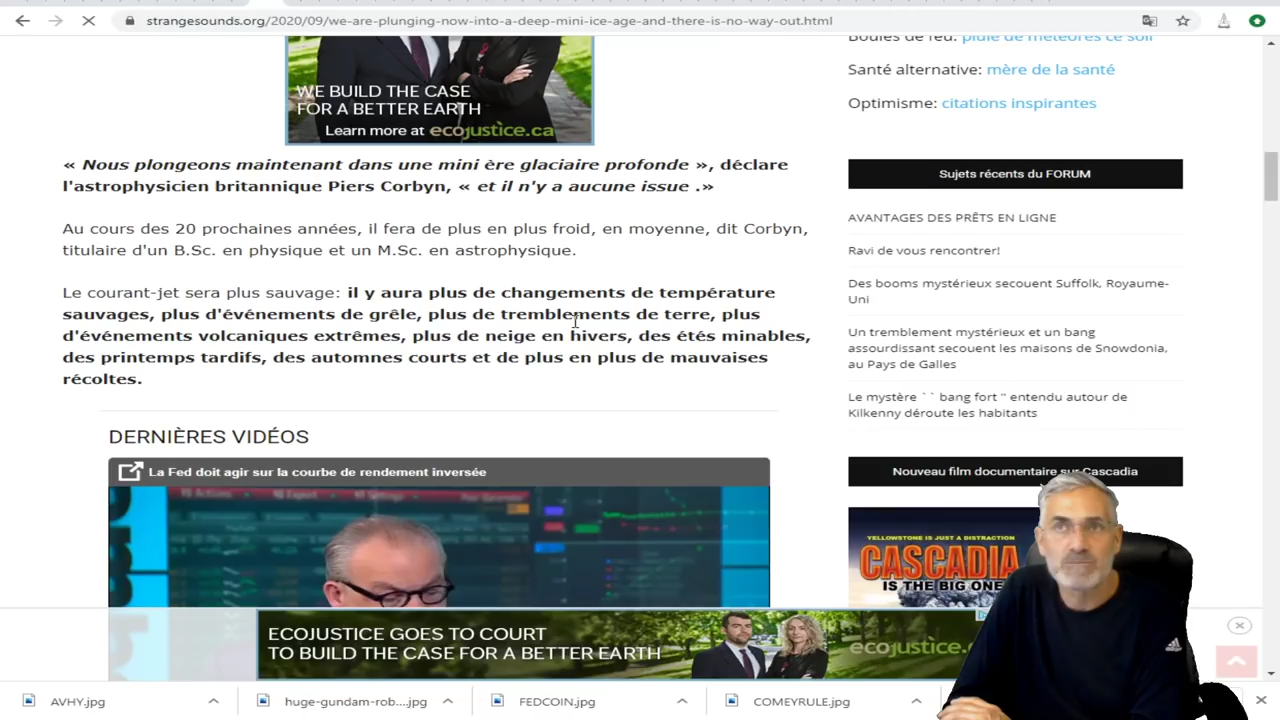 strangesounds.org/2020/09/we-are-plunging-now-into-a-deep-mini-ice-age-and-there-is-no-way-out.html
WE BUILD THE CASE
FOR A BETTER EARTH
Learn more at ecojustice.ca
« Nous plongeons maintenant dans une mini ère glaciaire profonde », déclare
l'astrophysicien britannique Piers Corbyn, « et il n'y a aucune issue .»
Au cours des 20 prochaines années, il fera de plus en plus froid, en moyenne, dit Corbyn,
titulaire d'un B.Sc. en physique et un M.Sc. en astrophysique.
Le courant-jet sera plus sauvage: il y aura plus de changements de température
sauvages, plus d'événements de grêle, plus de tremblements de terre, plus
d'événements volcaniques extrêmes, plus de neige en hivers, des étés minables,
des printemps tardifs, des automnes courts et de plus en plus de mauvaises
récoltes.
DERNIÈRES VIDÉOS
La Fed doit agir sur la courbe de rendement inversée
Boules de feu: pluie de météores ce soir
Santé alternative: mère de la santé
Optimisme: citations inspirantes
Sujets récents du FORUM
AVANTAGES DES PRÊTS EN LIGNE
Ravi de vous rencontrer!
Des booms mystérieux secouent Suffolk, Royaume-
Uni
Un tremblement mystérieux et un bang
assourdissant secouent les maisons de Snowdonia,
au Pays de Galles
Le mystère `` bang fort '' entendu autour de
Kilkenny déroute les habitants
Nouveau film documentaire sur Cascadia
YELLOWSTONE IS JUST A DISTRACTION
CASCADIA
IS THE BIG ONE
ECOJUSTICE GOES TO COURT
TO BUILD THE CASE FOR A BETTER EARTH
ecojustice.c
AVHY.jpg
huge-gundam-rob....jpg
FEDCOIN.jpg
COMEYRULE.jpg